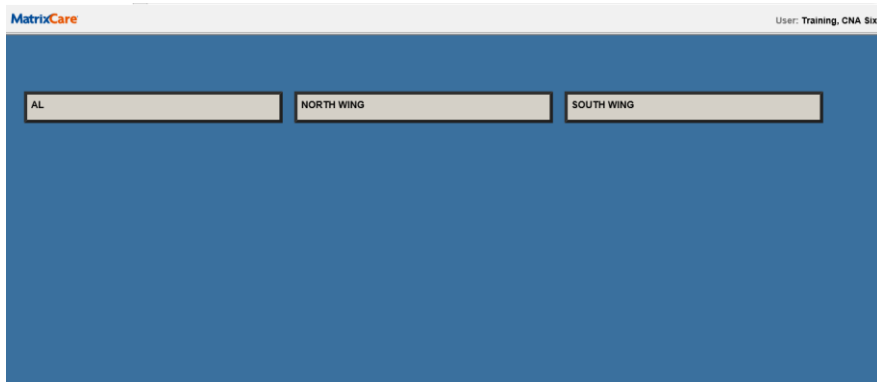 MatrixCare
User: Training, CNA Six
AL
NORTH WING
SOUTH WING